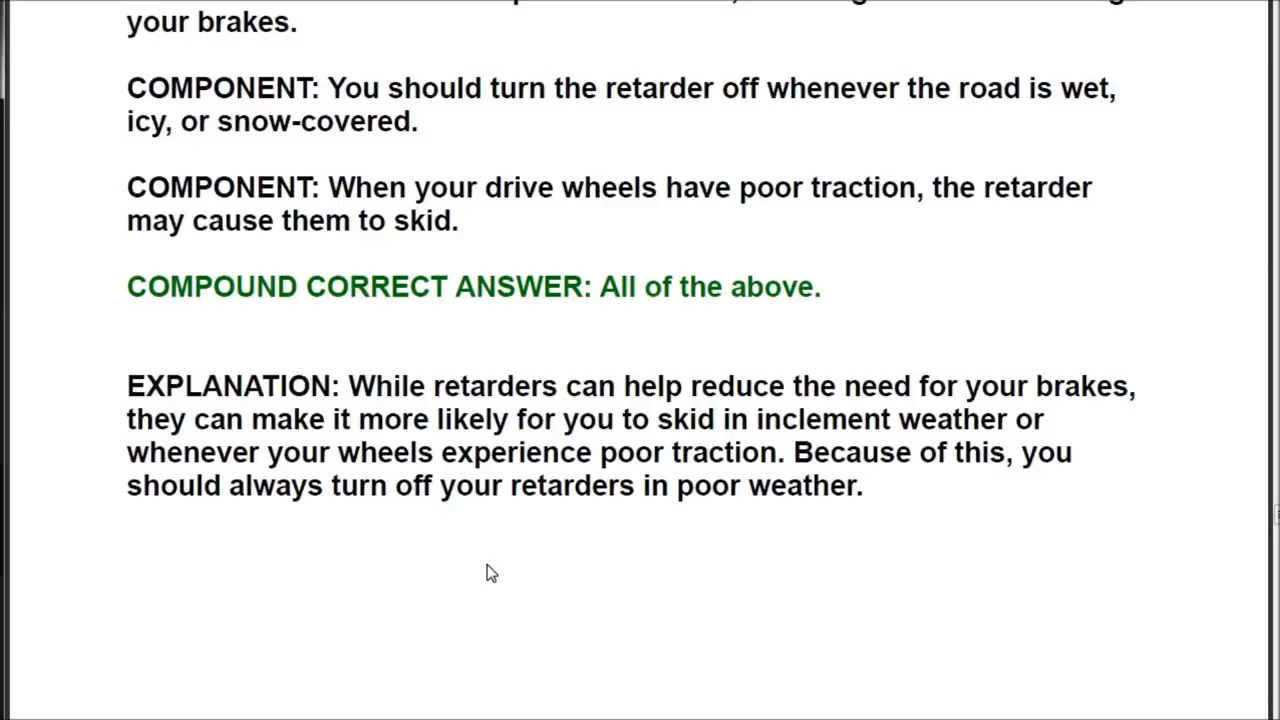 your brakes.
COMPONENT: You should turn the retarder off whenever the road is wet,
icy, or snow-covered.
COMPONENT: When your drive wheels have poor traction, the retarder
may cause them to skid.
COMPOUND CORRECT ANSWER: All of the above.
EXPLANATION: While retarders can help reduce the need for your brakes,
they can make it more likely for you to skid in inclement weather or
whenever your wheels experience poor traction. Because of this, you
should always turn off your retarders in poor weather.